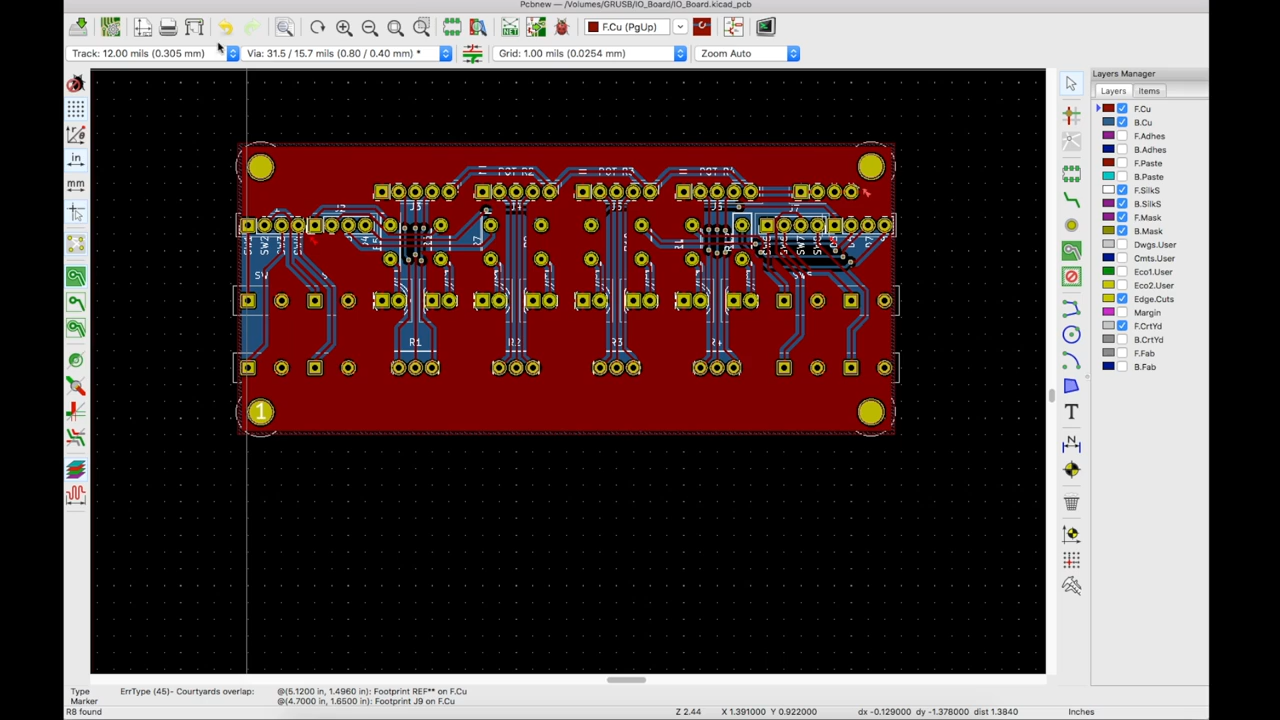 Pcbnew — /Volumes/GRUSB/IO_Board/IO_Board.kicad_pcb
F.Cu (PgUp)
Track: 12.00 mils (0.305 mm)
Via: 31.5 / 15.7 mils (0.80 / 0.40 mm) *
Grid: 1.00 mils (0.0254 mm)
Zoom Auto
NET
in
mm
T
N
Layers Manager
Layers
Items
F.Cu
B.Cu
F.Adhes
B.Adhes
F.Paste
B.Paste
F.SilkS
B.SilkS
F.Mask
B.Mask
Dwgs.User
Cmts.User
Eco1.User
Eco2.User
Edge.Cuts
Margin
F.CrtYd
B.CrtYd
F.Fab
B.Fab
R1
R2
R3
1
Type
ErrType (45)- Courtyards overlap:
@(5.1200 in, 1.4960 in): Footprint REF** on F.Cu
Marker
@(4.7000 in, 1.6500 in): Footprint J9 on F.Cu
R8 found
Z 2.44
X 1.391000 Y 0.922000
dx -0.129000 dy -1.378000 dist 1.3840
Inches